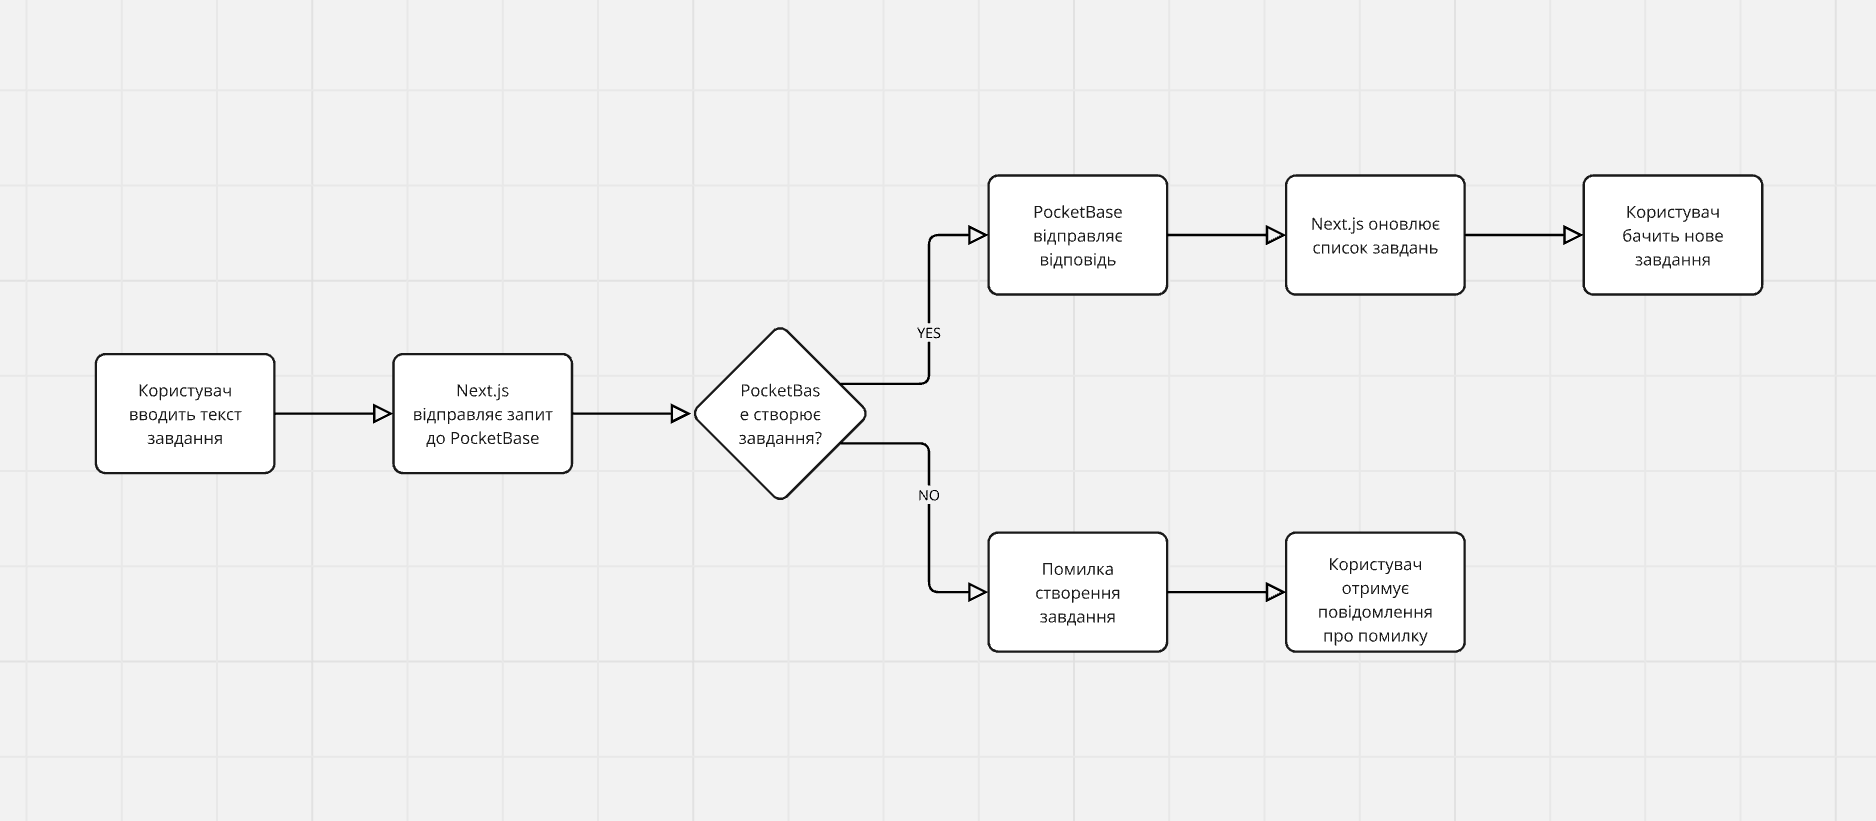 Користувач
вводить текст
завдання
Next.js
відправляє запит
до PocketBase
PocketBas
е створює
завдання?
YES
PocketBase
відправляє
відповідь
Next.js оновлює
список завдань
Користувач
бачить нове
завдання
NO
Помилка
створення
завдання
Користувач
отримує
повідомлення
про помилку